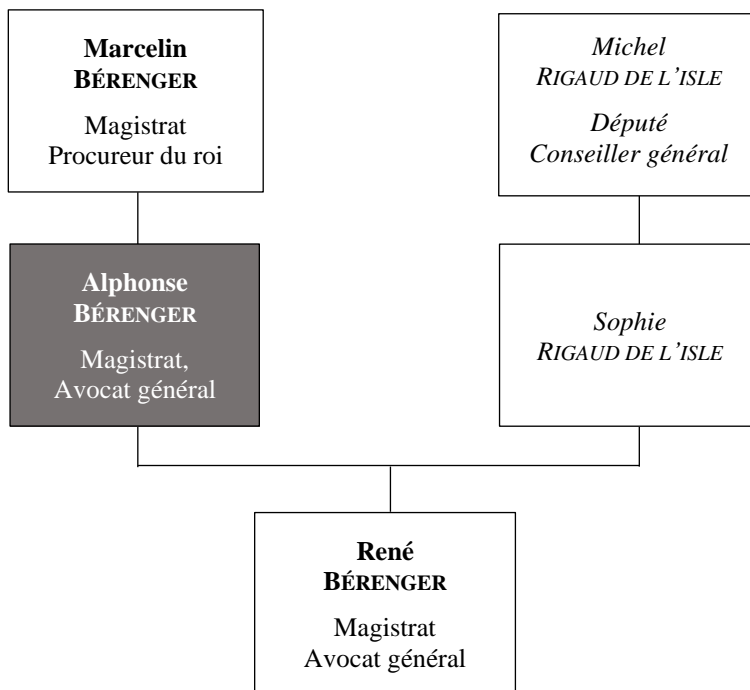 Marcelin
BÉRENGER
Magistrat
Procureur du roi
Michel
RIGAUD DE L’ISLE
Député
Conseiller général
Alphonse
BÉRENGER
Magistrat,
Avocat général
Sophie
RIGAUD DE L’ISLE
René
BÉRENGER
Magistrat
Avocat général